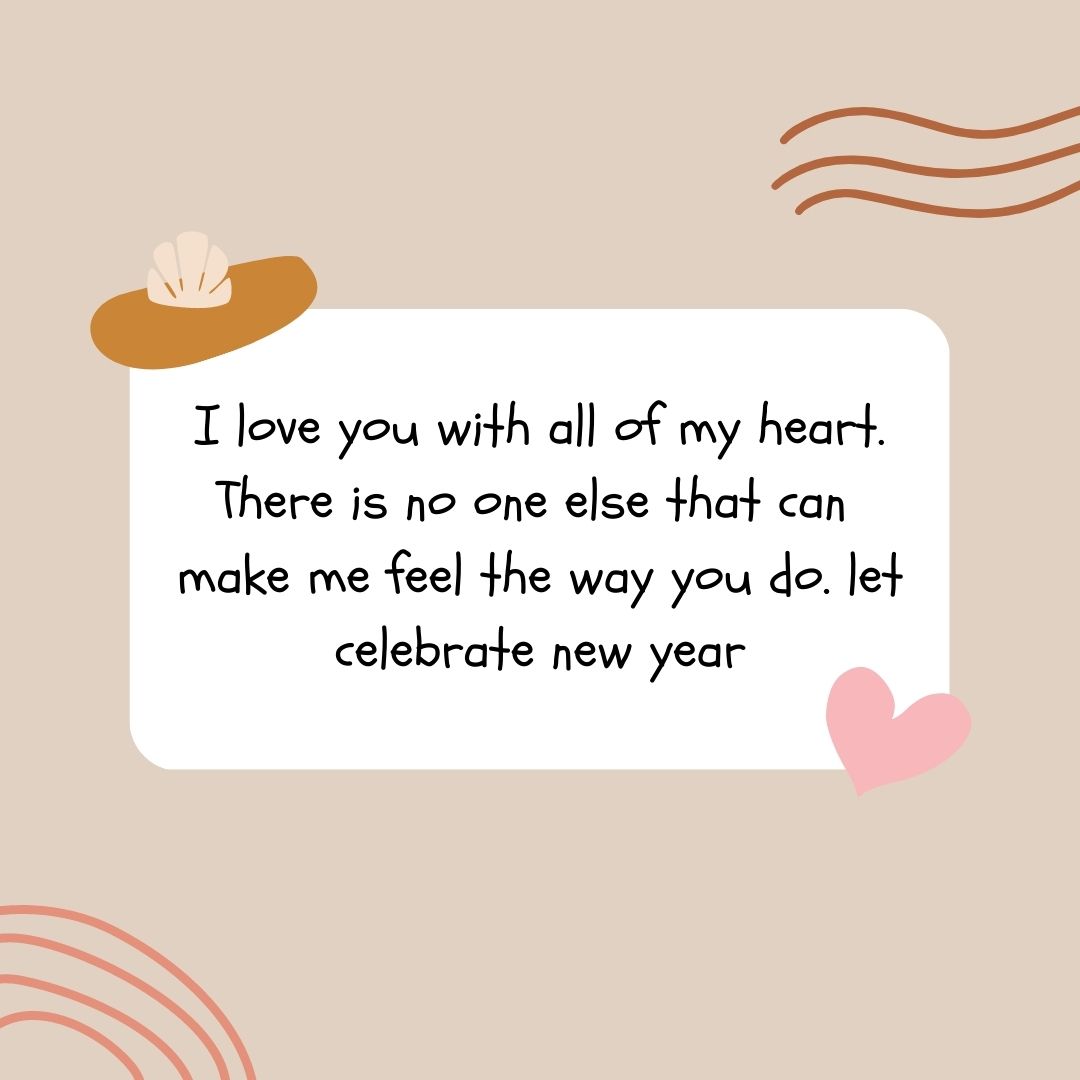 I love you with all of my heart.
There is no one else that can
make me feel the way you do. let
celebrate new year